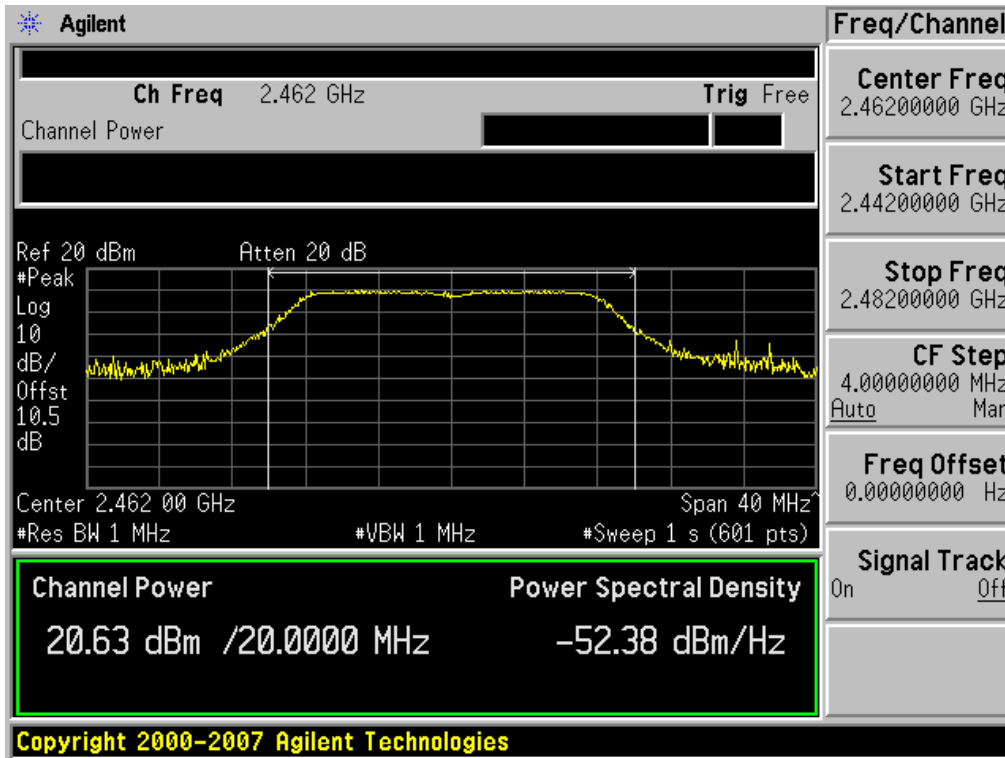 Agilent
Freq/Channel
Ch Freq 2.462 GHz Trig Free
Channel Power
Center Freq
2.46200000 GHz
Start Freq
2.44200000 GHz
Ref 20 dBm Atten 20 dB
#Peak
Log
10
dB/
Offst
10.5
dB
Stop Freq
2.48200000 GHz
CF Step
4.00000000 MHz
Auto Man
Freq Offset
0.00000000 Hz
Center 2.462 00 GHz Span 40 MHz^
#Res BW 1 MHz #VBW 1 MHz #Sweep 1 s (601 pts)
Signal Track
On Off
Channel Power Power Spectral Density
20.63 dBm /20.0000 MHz -52.38 dBm/Hz
Copyright 2000-2007 Agilent Technologies